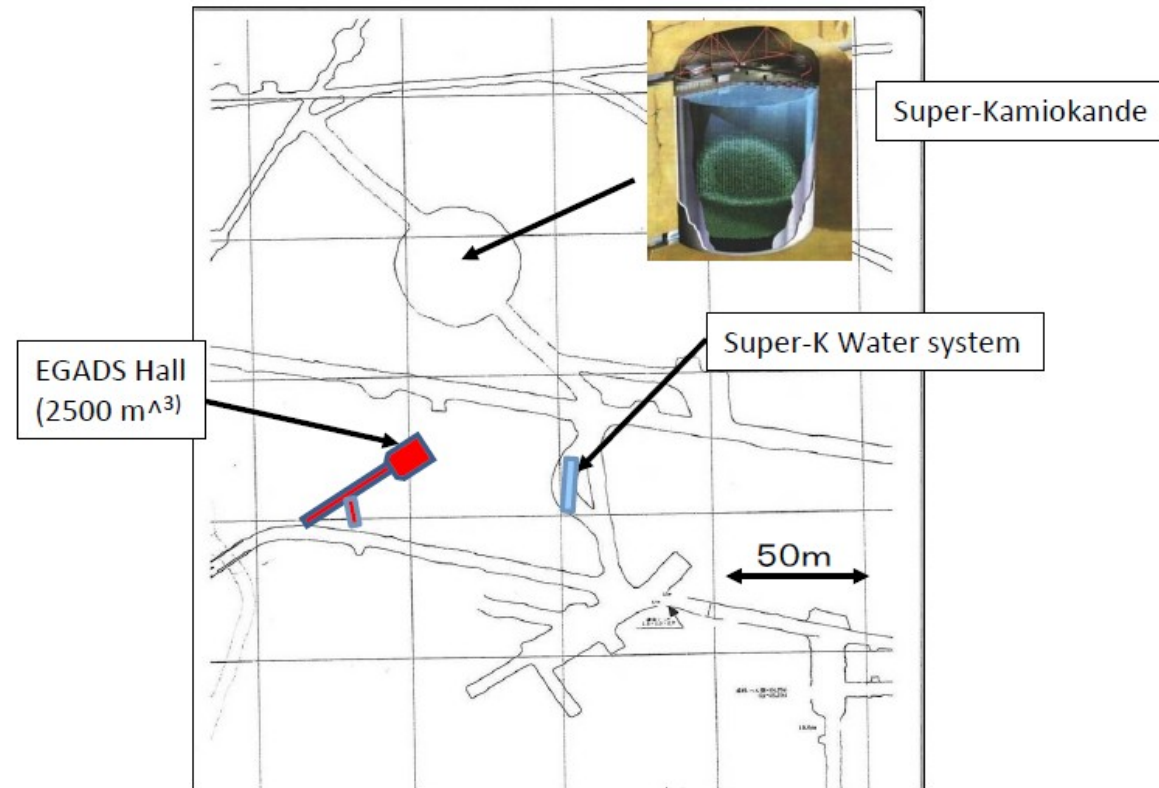 Super-Kamiokande
Super-K Water system
EGADS Hall
(2500 m^3)
50m